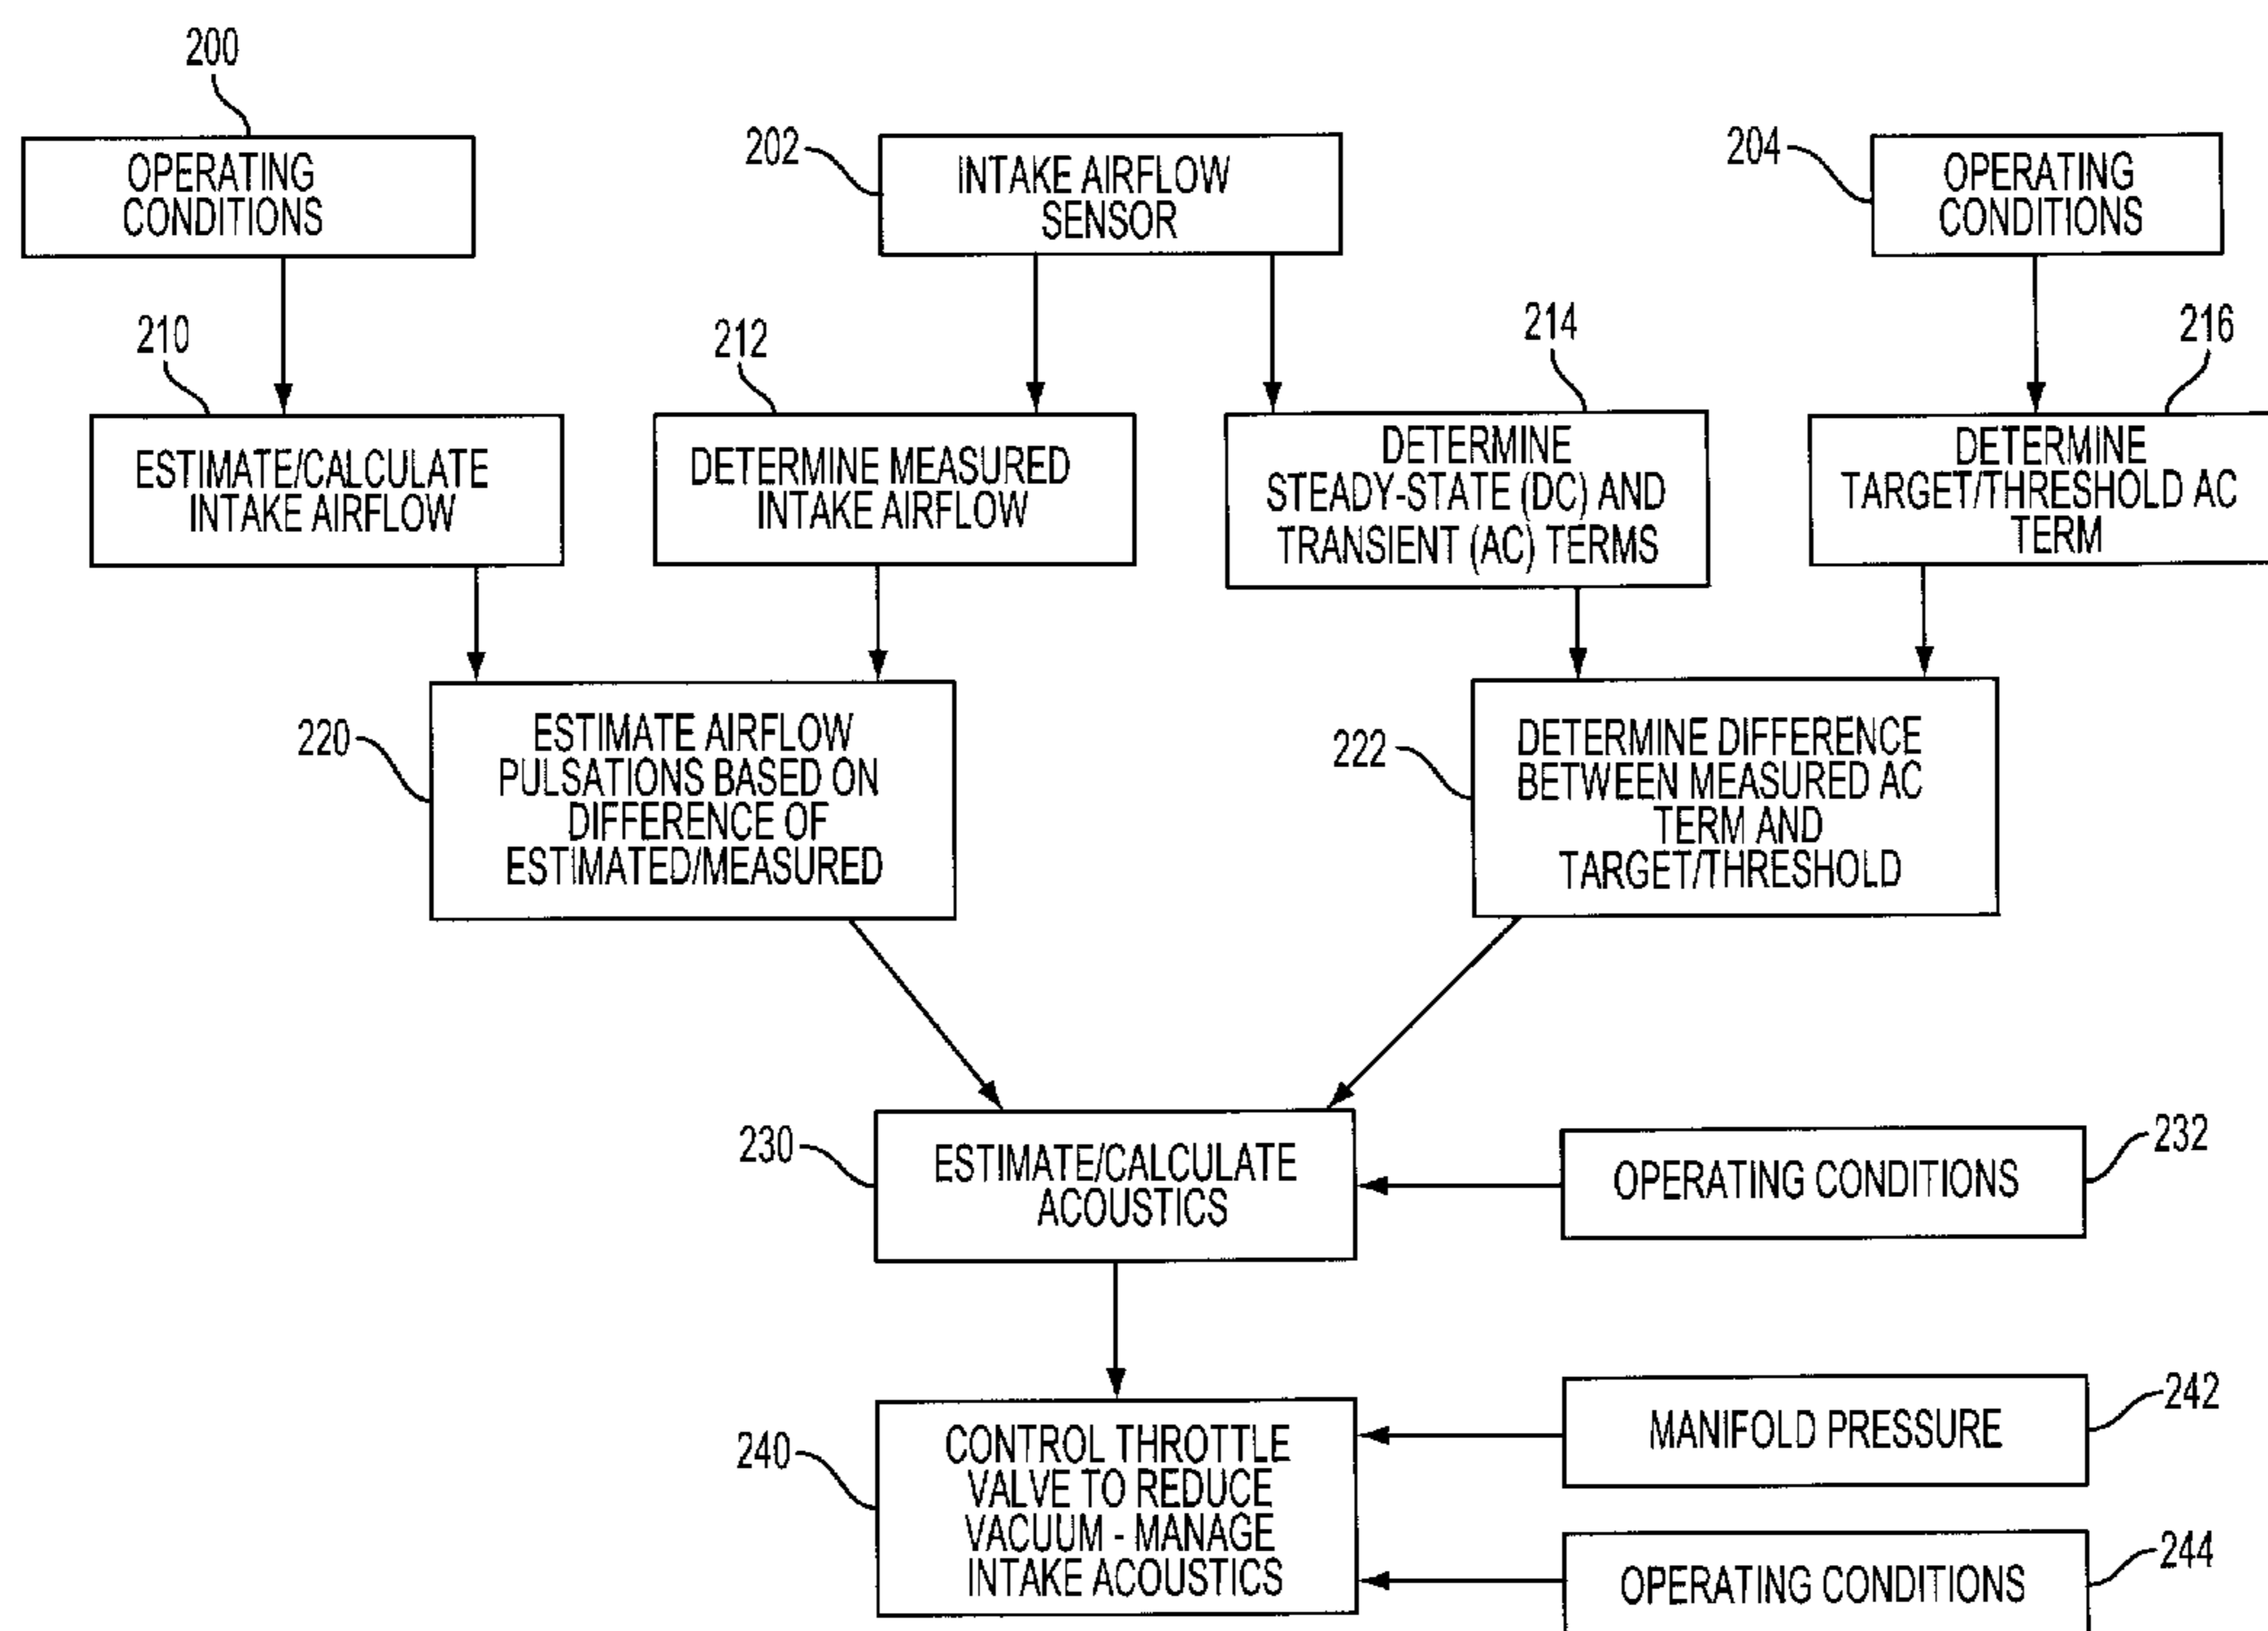 200
OPERATING
CONDITIONS
202
INTAKE AIRFLOW
SENSOR
204
OPERATING
CONDITIONS
210
ESTIMATE/CALCULATE
INTAKE AIRFLOW
212
DETERMINE MEASURED
INTAKE AIRFLOW
214
DETERMINE
STEADY-STATE (DC) AND
TRANSIENT (AC) TERMS
216
DETERMINE
TARGET/THRESHOLD AC
TERM
220
ESTIMATE AIRFLOW
PULSATIONS BASED ON
DIFFERENCE OF
ESTIMATED/MEASURED
222
DETERMINE DIFFERENCE
BETWEEN MEASURED AC
TERM AND
TARGET/THRESHOLD
230
ESTIMATE/CALCULATE
ACOUSTICS
OPERATING CONDITIONS
232
240
CONTROL THROTTLE
VALVE TO REDUCE
VACUUM - MANAGE
INTAKE ACOUSTICS
MANIFOLD PRESSURE
242
OPERATING CONDITIONS
244